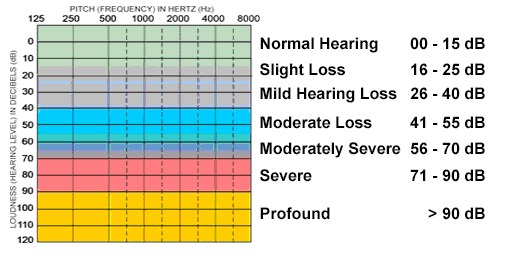 PITCH (FREQUENCY) IN HERTZ (Hz)
125 250 500 1000 2000 4000 8000
LOUDNESS (HEARING LEVEL) IN DECIBELS (dB)
0
10
20
30
40
50
60
70
80
90
100
110
120
Normal Hearing 00 - 15 dB
Slight Loss 16 - 25 dB
Mild Hearing Loss 26 - 40 dB
Moderate Loss 41 - 55 dB
Moderately Severe 56 - 70 dB
Severe 71 - 90 dB
Profound > 90 dB